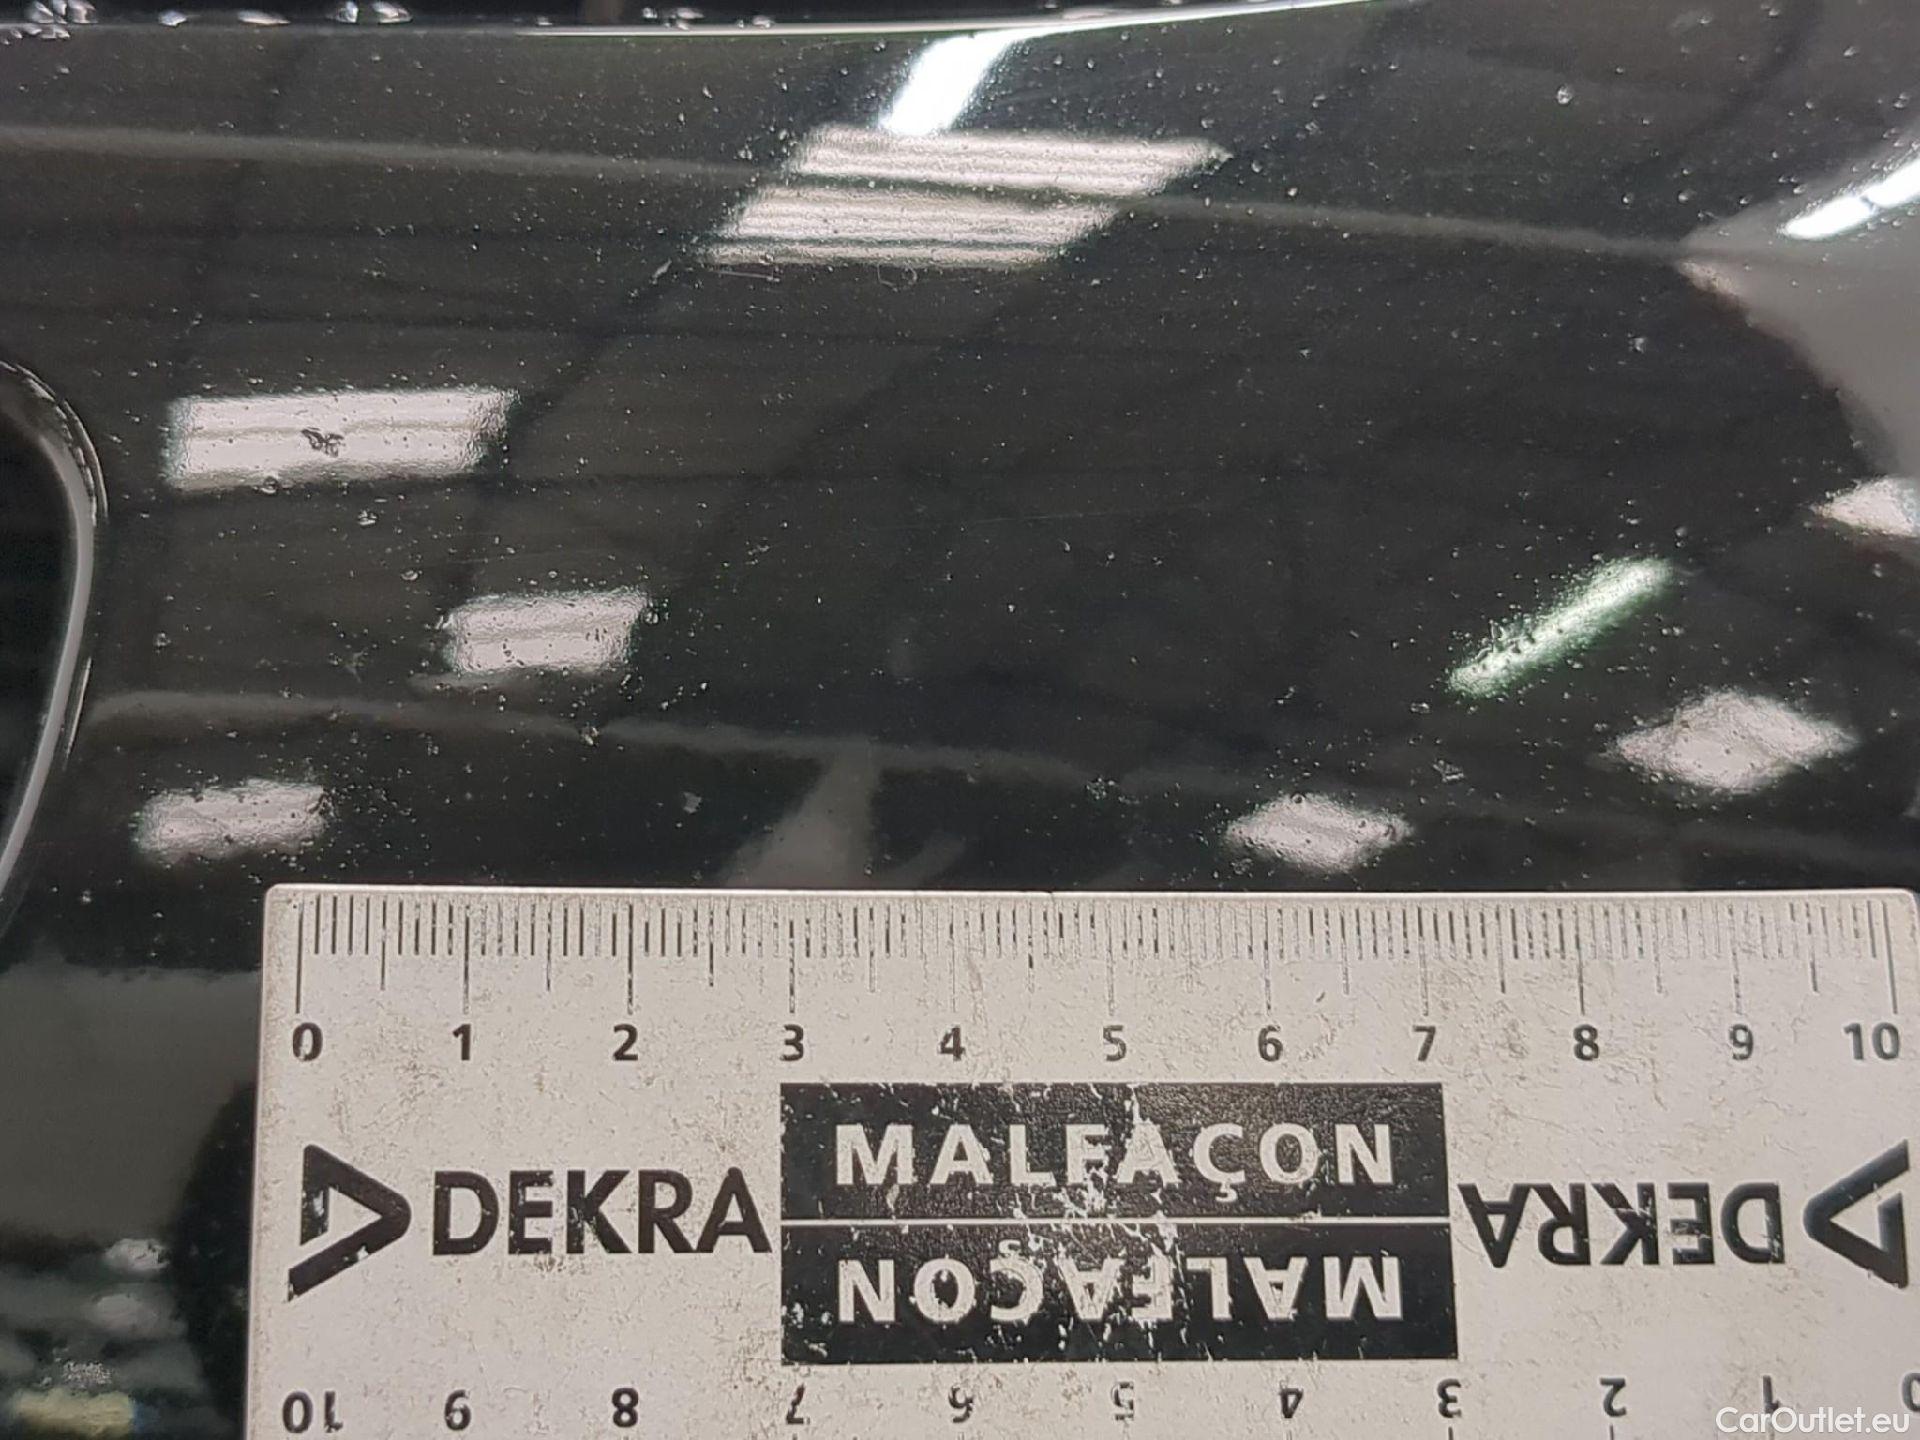 0 1 2 3 4 5 6 7 8 9 10
DEKRA MALFAÇON DEKRA
MALFAÇON
10 9 8 7 6 5 4 3 2 1 0
CarOutlet.eu